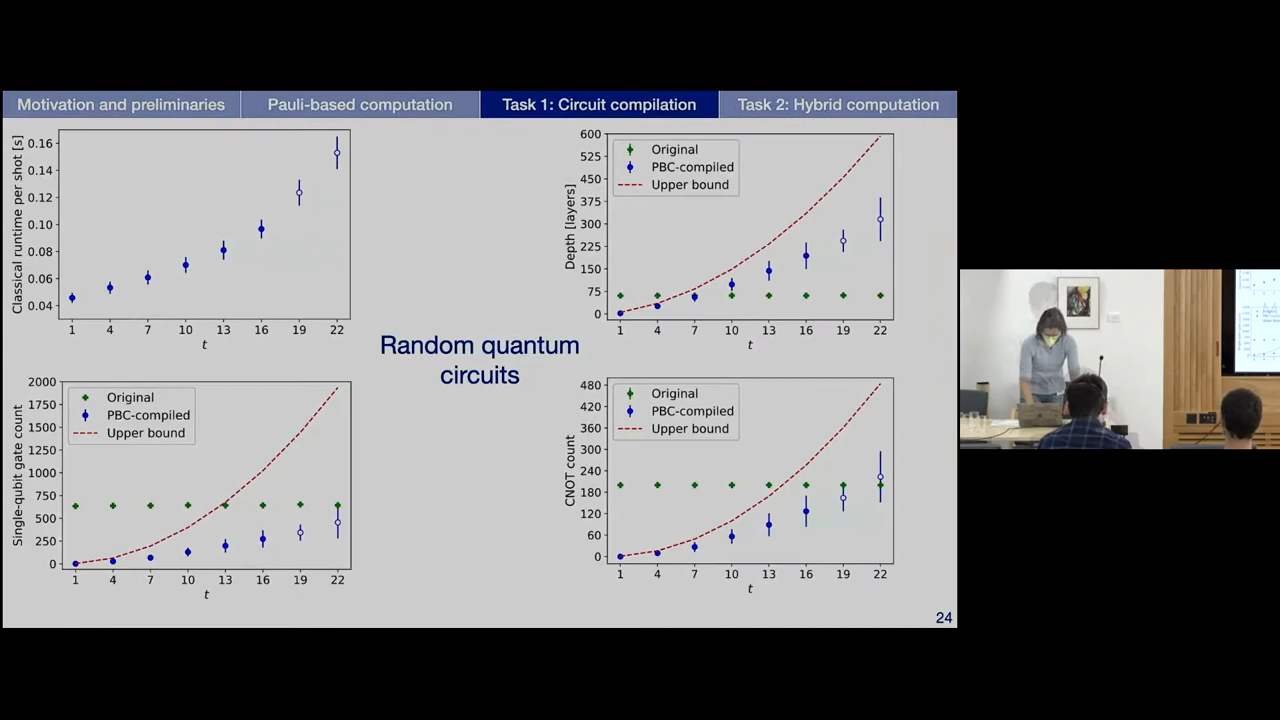 Motivation and preliminaries
Pauli-based computation
Task 1: Circuit compilation
Task 2: Hybrid computation
Classical runtime per shot [s]
0.16
0.14
0.12
0.10
0.08
0.06
0.04
1 4 7 10 13 16 19 22
t
Depth [layers]
600
525
450
375
300
225
150
75
0
Original
PBC-compiled
Upper bound
1 4 7 10 13 16 19 22
t
Random quantum
circuits
Single-qubit gate count
2000
1750
1500
1250
1000
750
500
250
0
Original
PBC-compiled
Upper bound
1 4 7 10 13 16 19 22
t
CNOT count
480
420
360
300
240
180
120
60
0
Original
PBC-compiled
Upper bound
1 4 7 10 13 16 19 22
t
24